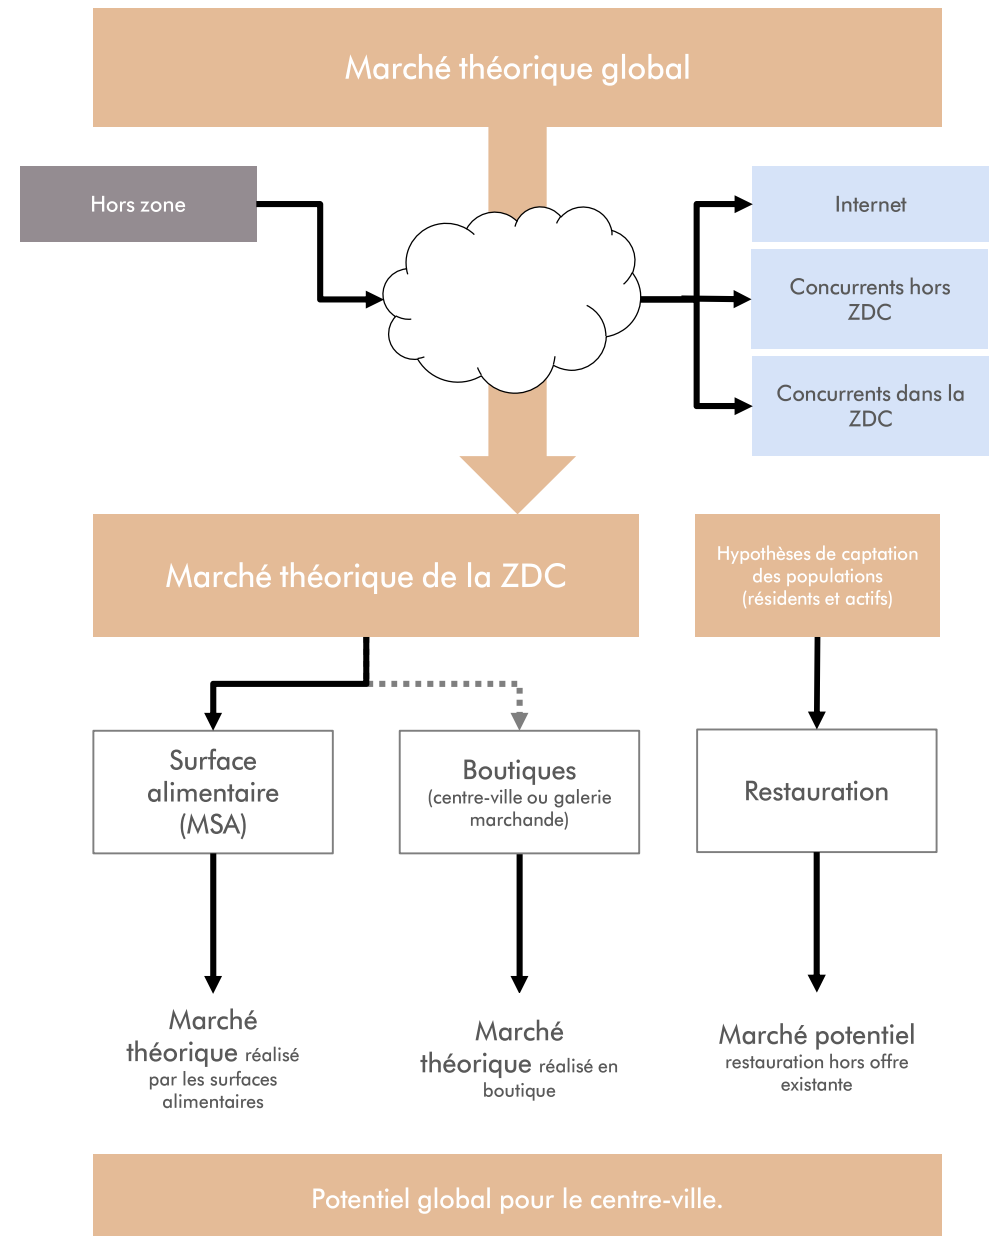 Marché théorique global
Hors zone
Internet
Concurrents hors
ZDC
Concurrents dans la
ZDC
Marché théorique de la ZDC
Hypothèses de captation
des populations
(résidents et actifs)
Surface
alimentaire
(MSA)
Boutiques
(centre-ville ou galerie
marchande)
Restauration
Marché
théorique réalisé
par les surfaces
alimentaires
Marché
théorique réalisé en
boutique
Marché potentiel
restauration hors offre
existante
Potentiel global pour le centre-ville.